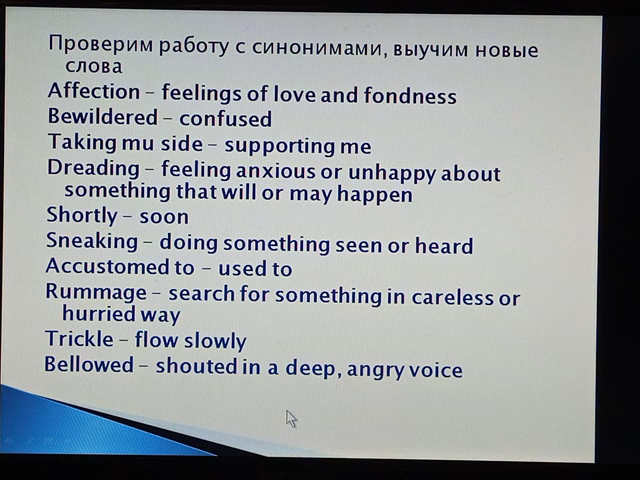 Проверим работу с синонимами, выучим новые
слова
Affection – feelings of love and fondness
Bewildered – confused
Taking mu side – supporting me
Dreading – feeling anxious or unhappy about
something that will or may happen
Shortly – soon
Sneaking – doing something seen or heard
Accustomed to – used to
Rummage – search for something in careless or
hurried way
Trickle – flow slowly
Bellowed – shouted in a deep, angry voice